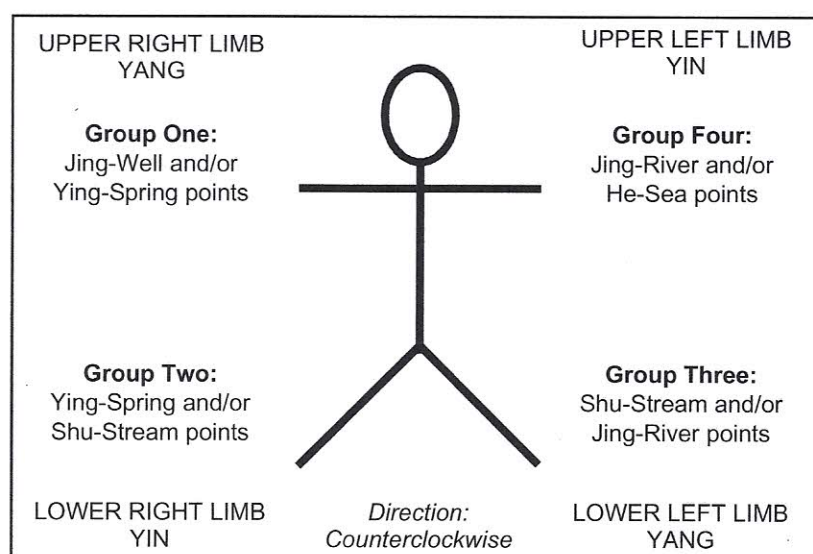 UPPER RIGHT LIMB
YANG
UPPER LEFT LIMB
YIN
Group One:
Jing-Well and/or
Ying-Spring points
Group Four:
Jing-River and/or
He-Sea points
Group Two:
Ying-Spring and/or
Shu-Stream points
Group Three:
Shu-Stream and/or
Jing-River points
LOWER RIGHT LIMB
YIN
Direction:
Counterclockwise
LOWER LEFT LIMB
YANG